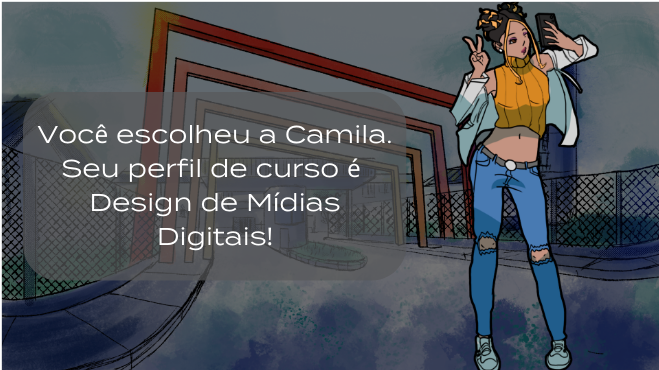 Você escolheu a Camila.
Seu perfil de curso é
Design de Mídias
Digitais!